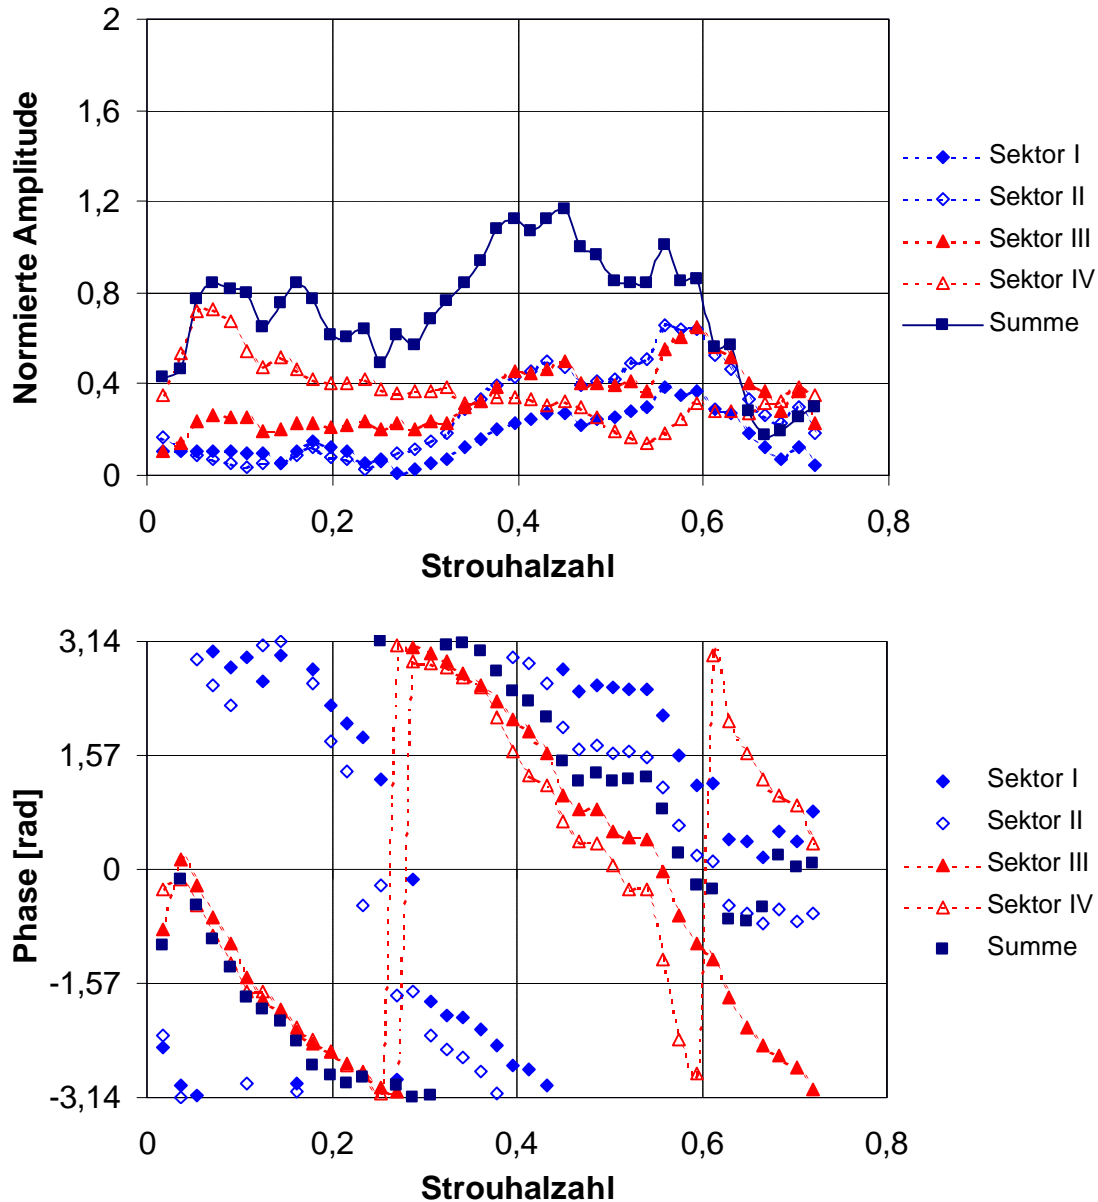 2
1,6
1,2
0,8
0,4
0
Normierte Amplitude
0
0,2
0,4
0,6
0,8
Strouhalzahl
Sektor I
Sektor II
Sektor III
Sektor IV
Summe
3,14
1,57
0
-1,57
-3,14
Phase [rad]
0
0,2
0,4
0,6
0,8
Strouhalzahl
Sektor I
Sektor II
Sektor III
Sektor IV
Summe